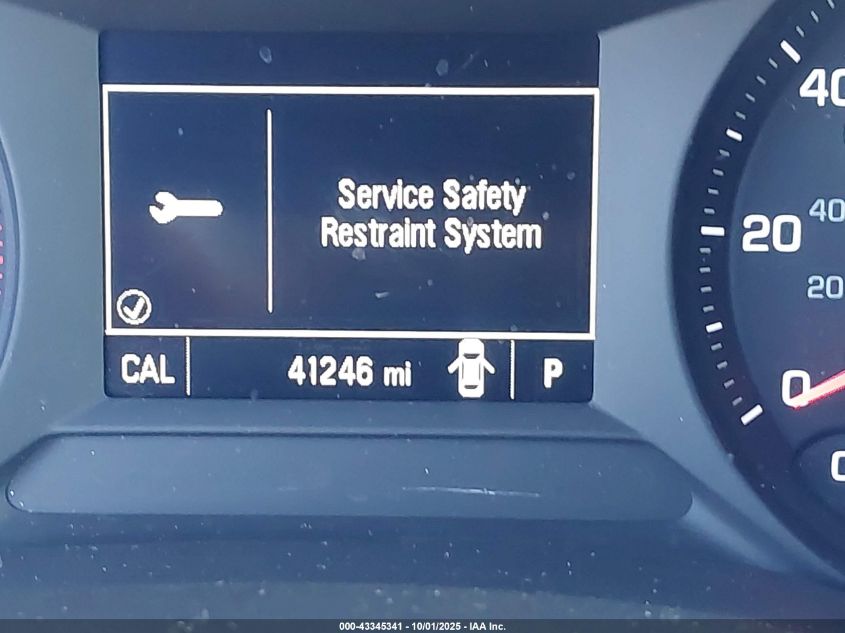 Service Safety
Restraint System
CAL 41246 mi P
40
20
0
40
20
000-43345341 - 10/01/2025 - IAA Inc.